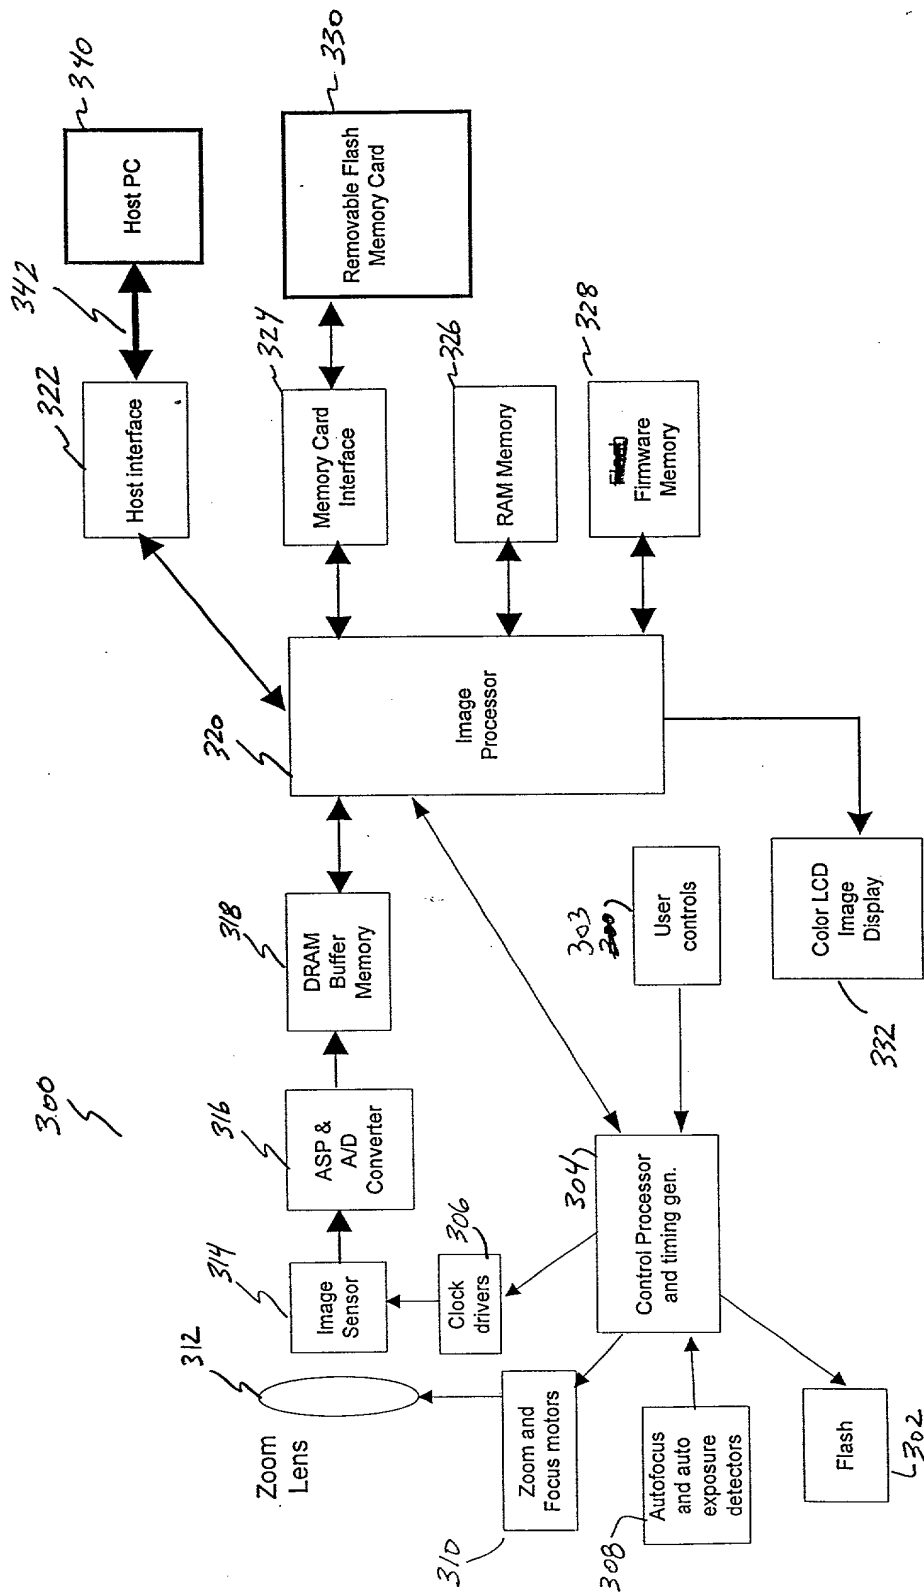 300
340
Host PC
342
322
Host interface
330
Removable Flash
Memory Card
324
Memory Card
Interface
326
RAM Memory
328
Firmware
Memory
320
Image
Processor
318
DRAM
Buffer
Memory
316
ASP &
A/D
Converter
314
Image
Sensor
312
Zoom
Lens
306
Clock
drivers
310
Zoom and
Focus motors
304
Control Processor
and timing gen.
303
300
User
controls
308
Autofocus
and auto
exposure
detectors
Flash
302
Color LCD
Image
Display
332